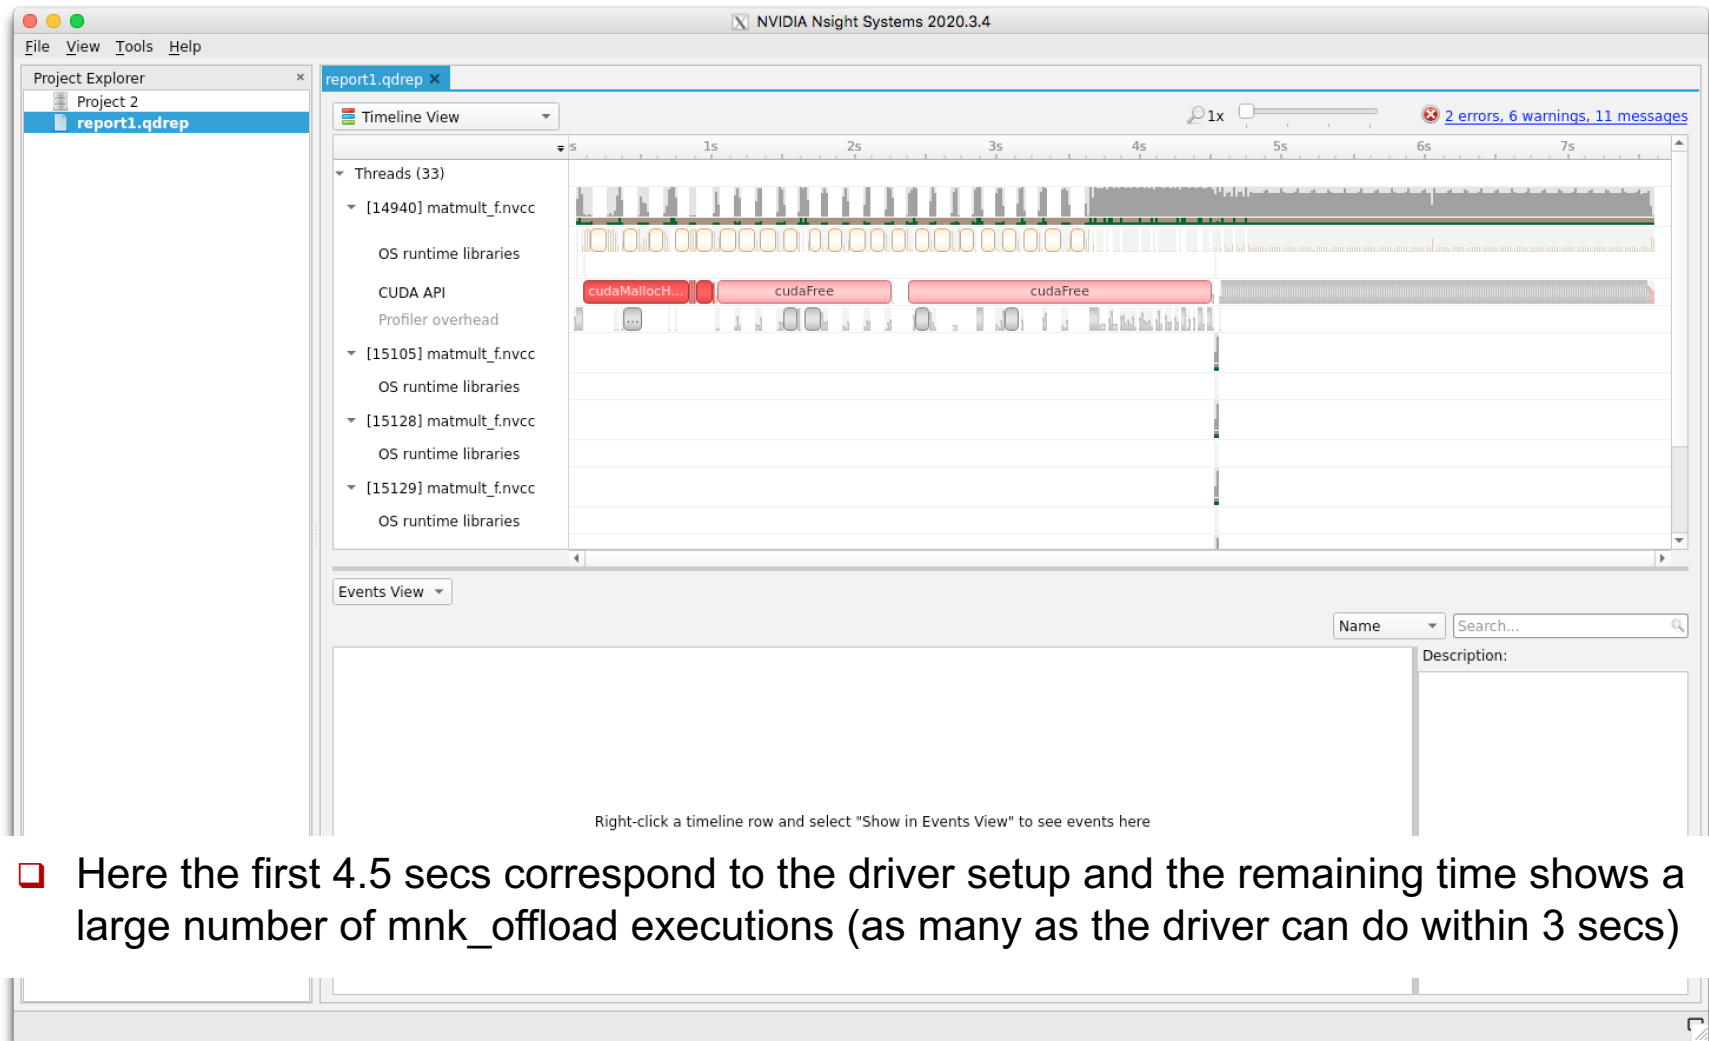 NVIDIA Nsight Systems 2020.3.4
File View Tools Help
Project Explorer
Project 2
report1.qdrep
report1.qdrep
Timeline View
1x
2 errors, 6 warnings, 11 messages
s 1s 2s 3s 4s 5s 6s 7s
Threads (33)
[14940] matmult_f.nvcc
OS runtime libraries
CUDA API
cudaMallocH... cudaFree cudaFree
Profiler overhead
...
[15105] matmult_f.nvcc
OS runtime libraries
[15128] matmult_f.nvcc
OS runtime libraries
[15129] matmult_f.nvcc
OS runtime libraries
Events View
Name Search...
Description:
Right-click a timeline row and select "Show in Events View" to see events here
Here the first 4.5 secs correspond to the driver setup and the remaining time shows a
large number of mnk_offload executions (as many as the driver can do within 3 secs)